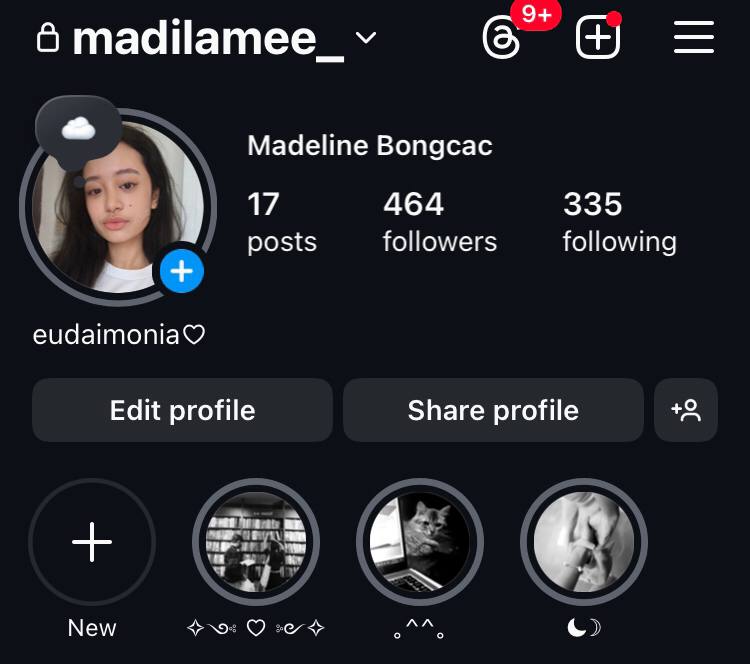 madilamee_
9+
Madeline Bongcac
17 464 335
posts followers following
eudaimonia♡
Edit profile Share profile
New ✧༺ ♡ ༻✧ ｡^^｡ ⏾☽